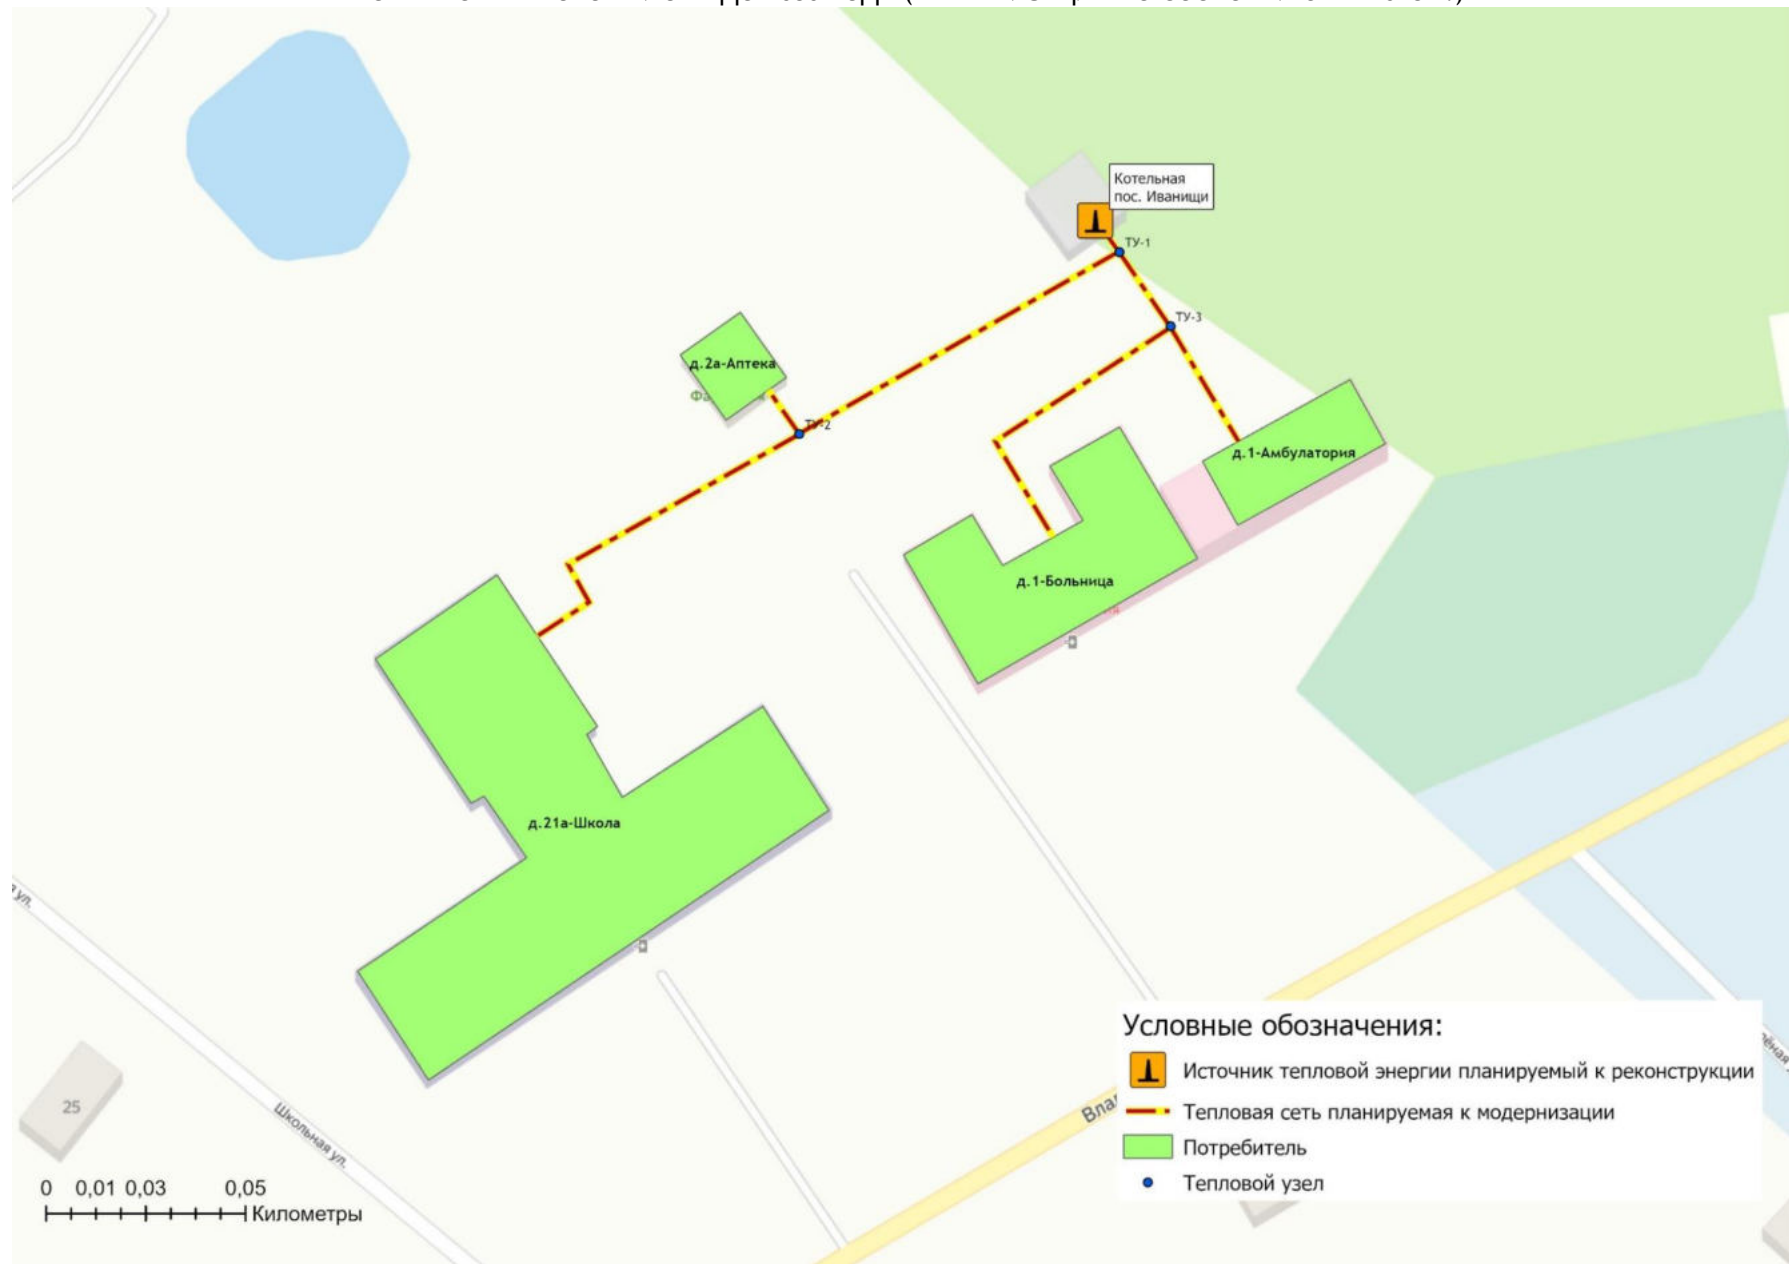 Котельная
пос. Иванищи
ТУ-1
ТУ-3
д.2а-Аптека
ТУ-2
д.1-Амбулатория
д.1-Больница
д.21а-Школа
25
Школьная ул.
ул.
Условные обозначения:
Источник тепловой энергии планируемый к реконструкции
Тепловая сеть планируемая к модернизации
Потребитель
Тепловой узел
0 0,01 0,03 0,05
Километры